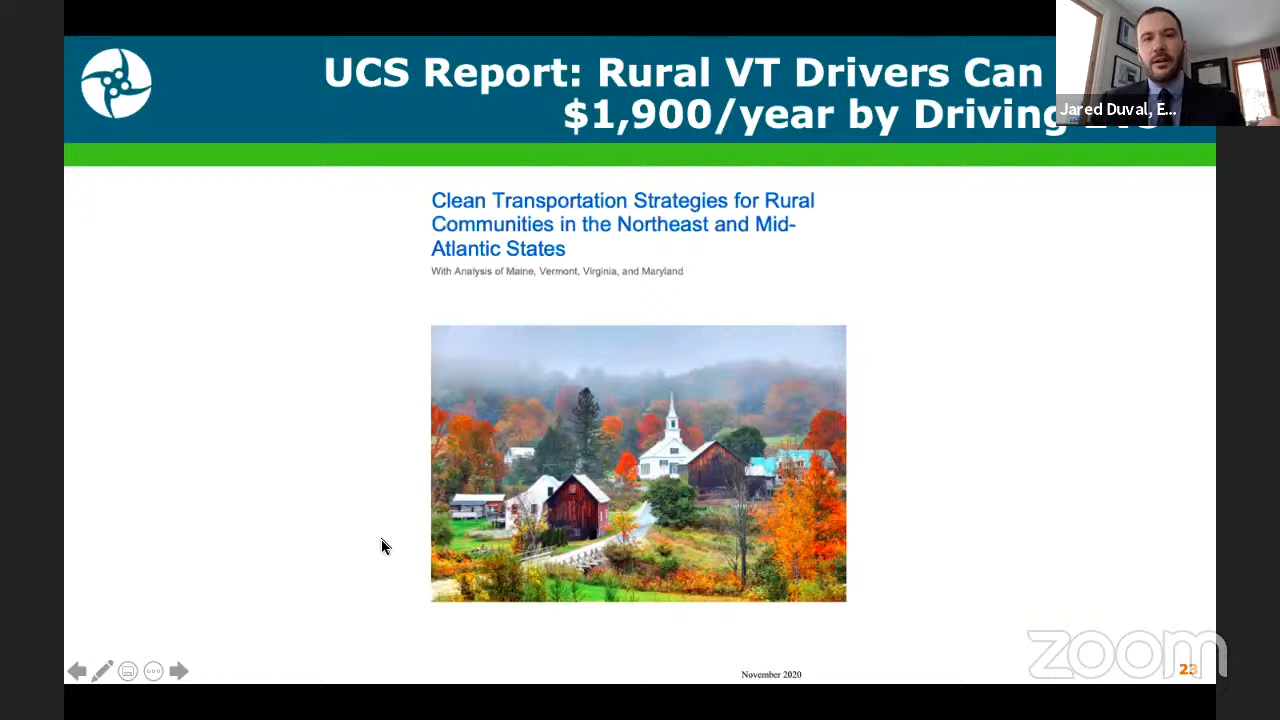 UCS Report: Rural VT Drivers Can
$1,900/year by Driving
Jared Duval, E...
Clean Transportation Strategies for Rural
Communities in the Northeast and Mid-
Atlantic States
With Analysis of Maine, Vermont, Virginia, and Maryland
November 2020
zoom
23